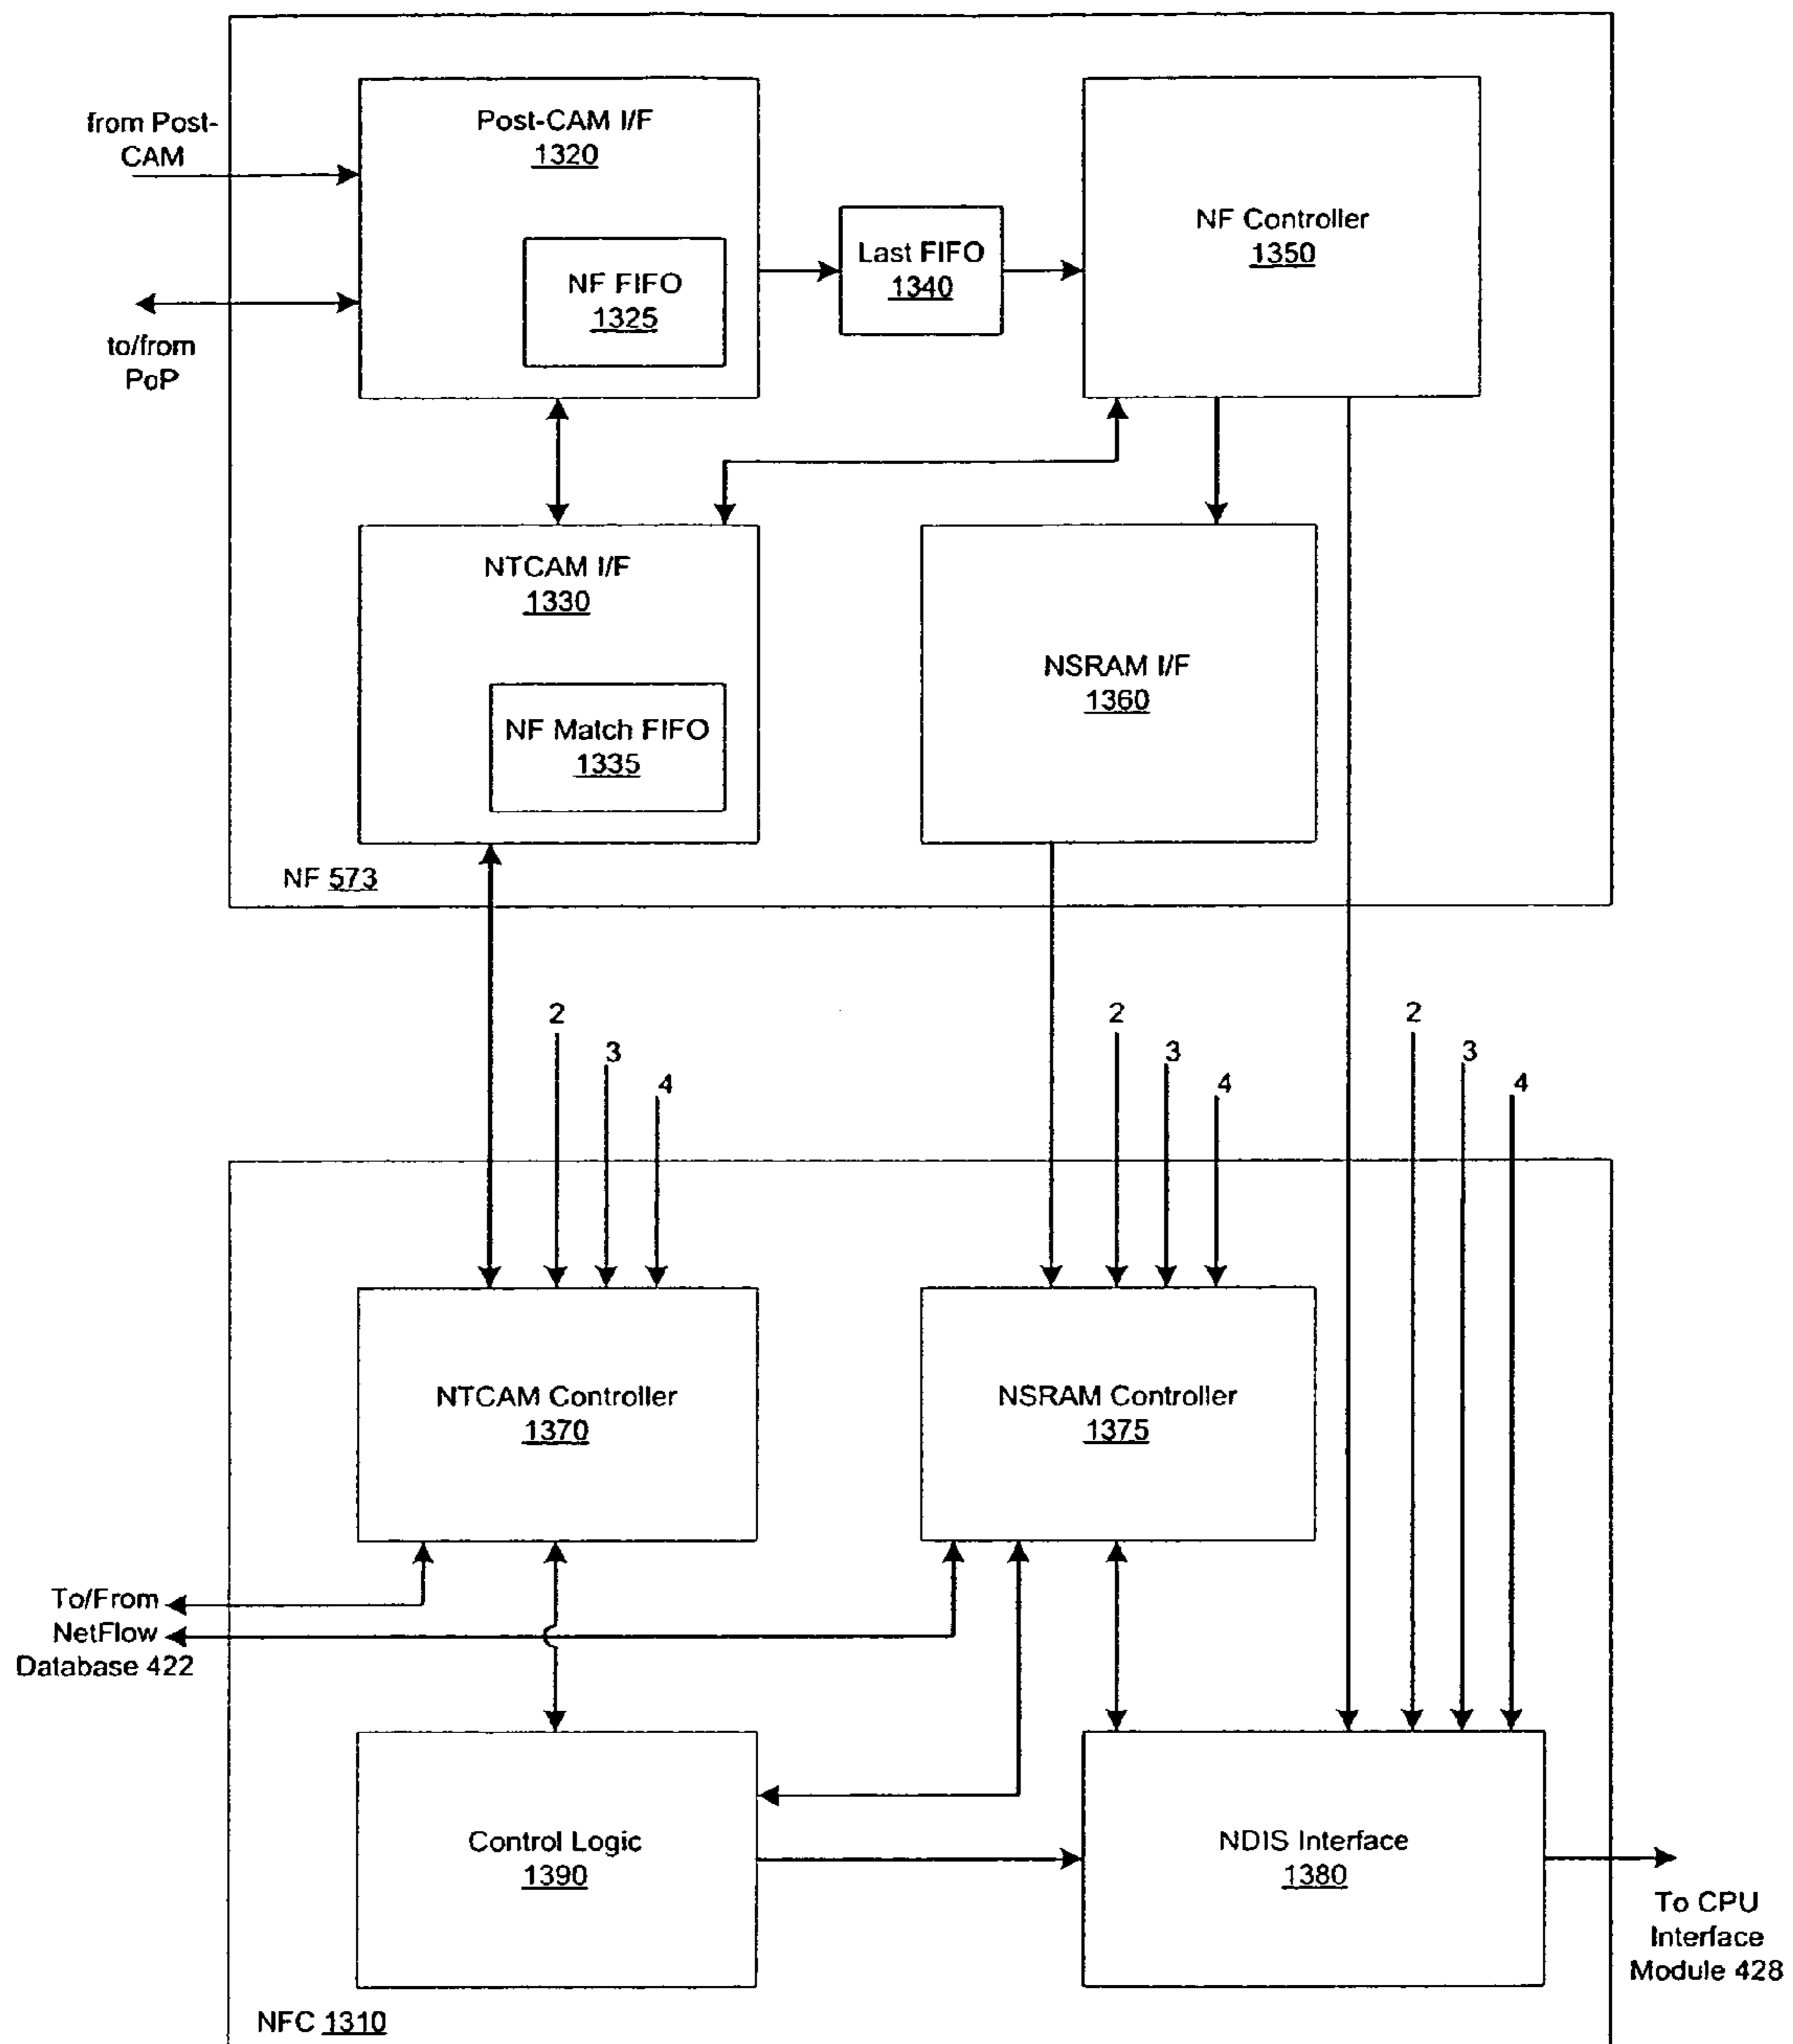 from Post-
CAM
Post-CAM I/F
1320
NF FIFO
1325
to/from
PoP
Last FIFO
1340
NF Controller
1350
NTCAM I/F
1330
NF Match FIFO
1335
NSRAM I/F
1360
NF 573
2
3
4
2
3
4
2
3
4
NTCAM Controller
1370
NSRAM Controller
1375
To/From
NetFlow
Database 422
Control Logic
1390
NDIS Interface
1380
To CPU
Interface
Module 428
NFC 1310